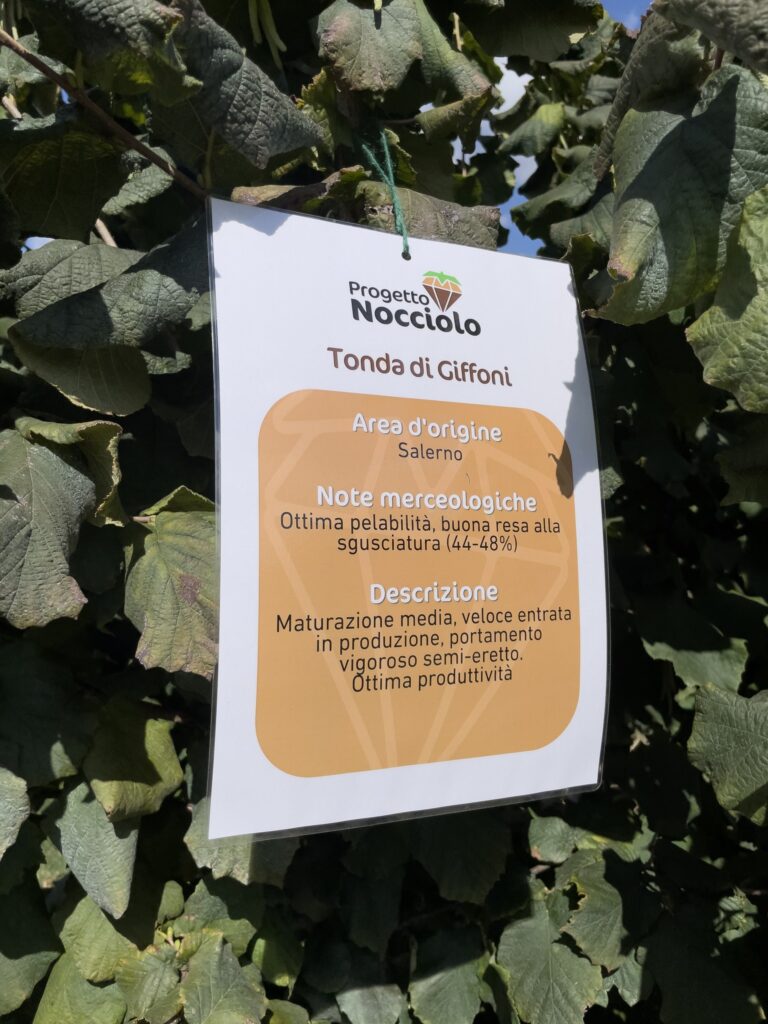 Progetto
Nocciolo
Tonda di Giffoni
Area d'origine
Salerno
Note merceologiche
Ottima pelabilità, buona resa alla
sgusciatura (44-48%)
Descrizione
Maturazione media, veloce entrata
in produzione, portamento
vigoroso semi-eretto.
Ottima produttività